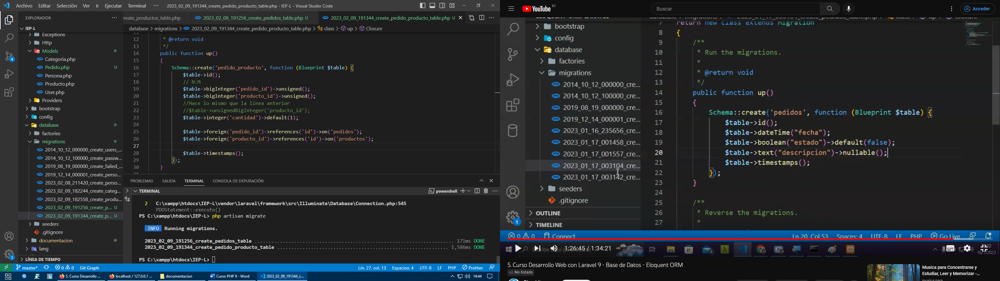 Archivo Editar Selección Ver Ir Ejecutar Terminal ··· 2023_02_09_191344_create_pedido_producto_table.php - IEP-L - Visual Studio Code
EXPLORADOR
reate_productos_table.php
2023_02_09_191256_create_pedidos_table.php U
2023_02_09_191344_create_pedido_producto_table.php U
database > migrations > 2023_02_09_191344_create_pedido_producto_table.php > class > up > Closure
IEP-L
Exceptions
Http
Models
Categoria.php
Pedido.php U
Persona.php
Producto.php
User.php
Providers
bootstrap
config
database
factories
migrations
2014_10_12_000000_create_users_...
2014_10_12_100000_create_passw...
2019_08_19_000000_create_failed_...
2019_12_14_000001_create_perso...
2023_02_08_211420_create_perso...
2023_02_09_182244_create_categ...
2023_02_09_182558_create_produ...
2023_02_09_191256_create_p... U
2023_02_09_191344_create_p... U
seeders
.gitignore
documentacion
lang
LÍNEA DE TIEMPO
4
1
12 * @return void
13 */
14 public function up()
15 {
16 Schema::create('pedido_producto', function (Blueprint $table) {
17 $table->id();
18 // N:M
19 $table->bigInteger('pedido_id')->unsigned();
20 $table->bigInteger('producto_id')->unsigned();
21 //Hace lo mismo que la línea anterior
22 //$table->unsignedBigInteger('producto_id');
23 $table->integer('cantidad')->default(1);
24
25 $table->foreign('pedido_id')->references('id')->on('pedidos');
26 $table->foreign('producto_id')->references('id')->on('productos');
27
28 $table->timestamps();
29 });
30 }
PROBLEMAS SALIDA TERMINAL CONSOLA DE DEPURACIÓN
TERMINAL
powershell
2 C:\xampp\htdocs\IEP-L\vendor\laravel\framework\src\Illuminate\Database\Connection.php:545
PDOStatement::execute()
PS C:\xampp\htdocs\IEP-L> php artisan migrate
INFO Running migrations.
2023_02_09_191256_create_pedidos_table ........ 171ms DONE
2023_02_09_191344_create_pedido_producto_table ........ 1,586ms DONE
PS C:\xampp\htdocs\IEP-L>
master* 0 0 Git Graph
Lín. 27, col. 13 Espacios: 4 UTF-8 LF PHP Prettier
5. Curso Desarrollo ... localhost / 127.0.0.1 ... documentacion Curso PHP 9 - Word 2023_02_09_191344_c... 14:44
YouTube EC
Buscar
Acceder
bootstrap
config
database
factories
migrations
2014_10_12_000000_cre...
2014_10_12_100000_cre...
2019_08_19_000000_cre...
2019_12_14_000001_cre...
2023_01_16_235656_cre...
2023_01_17_001458_cre...
2023_01_17_001557_cre...
2023_01_17_003104_cre...
2023_01_17_003142_cre...
seeders
.gitignore
OUTLINE
TIMELINE
1
7 return new class extends Migration
8 {
9 /**
10 * Run the migrations.
11 *
12 * @return void
13 */
14 public function up()
15 {
16 Schema::create('pedidos', function (Blueprint $table) {
17 $table->id();
18 $table->dateTime("fecha");
19 $table->boolean("estado")->default(false);
20 $table->text("descripcion")->nullable();
21 $table->timestamps();
22 });
23 }
24
25 /**
26 * Reverse the migrations.
27 *
0 0 Connect
Ln 20, Col 53 Spaces: 4 UTF-8 LF PHP Go Live
1:26:45 / 1:34:21
5. Curso Desarrollo Web con Laravel 9 - Base de Datos - Eloquent ORM
No listado
Musica para Concentrarse y
Estudiar, Leer y Memorizar -...